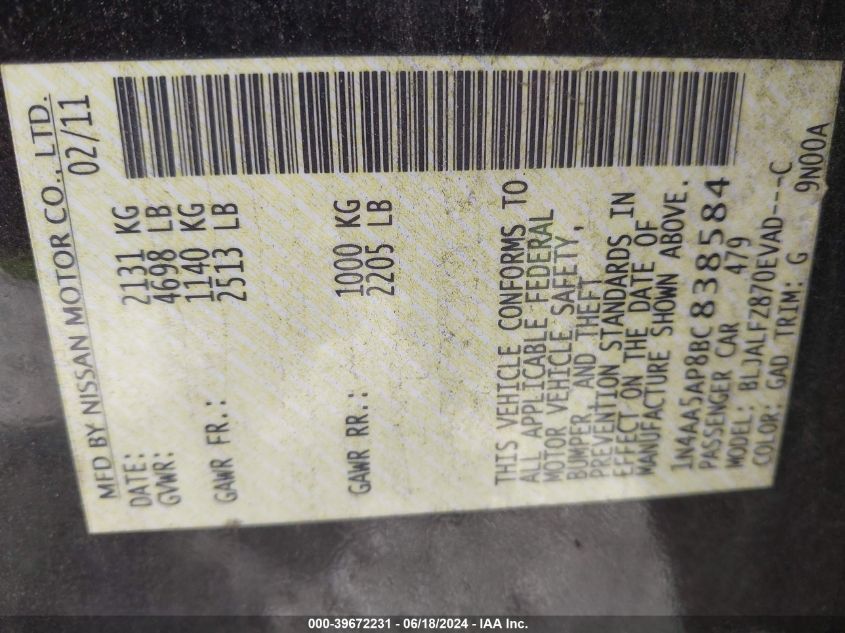 MFD BY NISSAN MOTOR CO., LTD.
02/11
DATE: 2131 KG
GVWR: 4698 LB
1140 KG
GAWR FR.: 2513 LB
1000 KG
GAWR RR.: 2205 LB
THIS VEHICLE CONFORMS TO
ALL APPLICABLE FEDERAL
MOTOR VEHICLE SAFETY,
BUMPER, AND THEFT
PREVENTION STANDARDS IN
EFFECT ON THE DATE OF
MANUFACTURE SHOWN ABOVE.
1N4AA5AP8BC838584
PASSENGER CAR 479
MODEL: BLJALFZ870EVAD---C
COLOR: GAD TRIM: G 9N00A
000-39672231 - 06/18/2024 - IAA Inc.